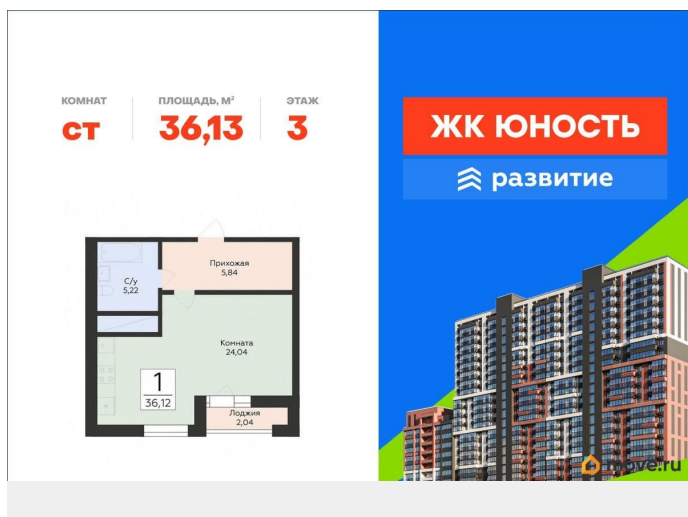 КОМНАТ
ст
ПЛОЩАДЬ, М²
36,13
ЭТАЖ
3
ЖК ЮНОСТЬ
развитие
Прихожая
5,84
С/у
5,22
Комната
24,04
1
36,12
Лоджия
2,04
move.ru